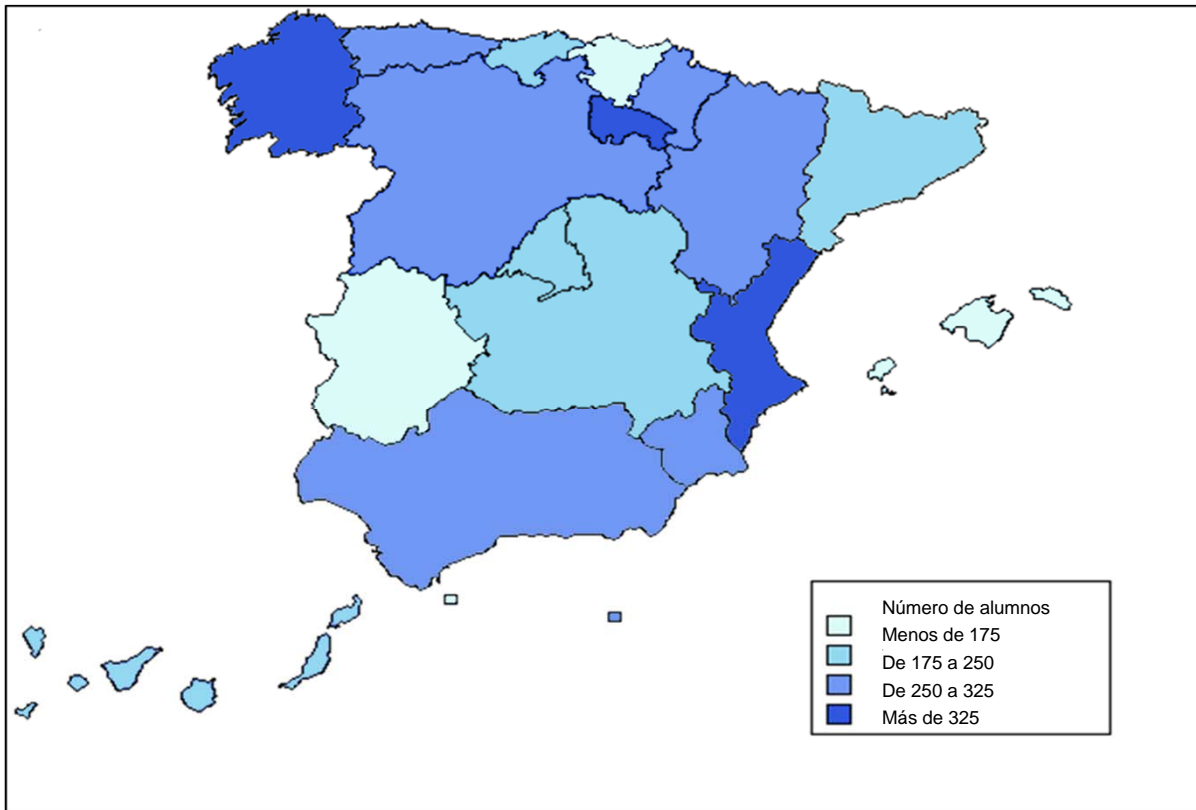 Número de alumnos
Menos de 175
De 175 a 250
De 250 a 325
Más de 325